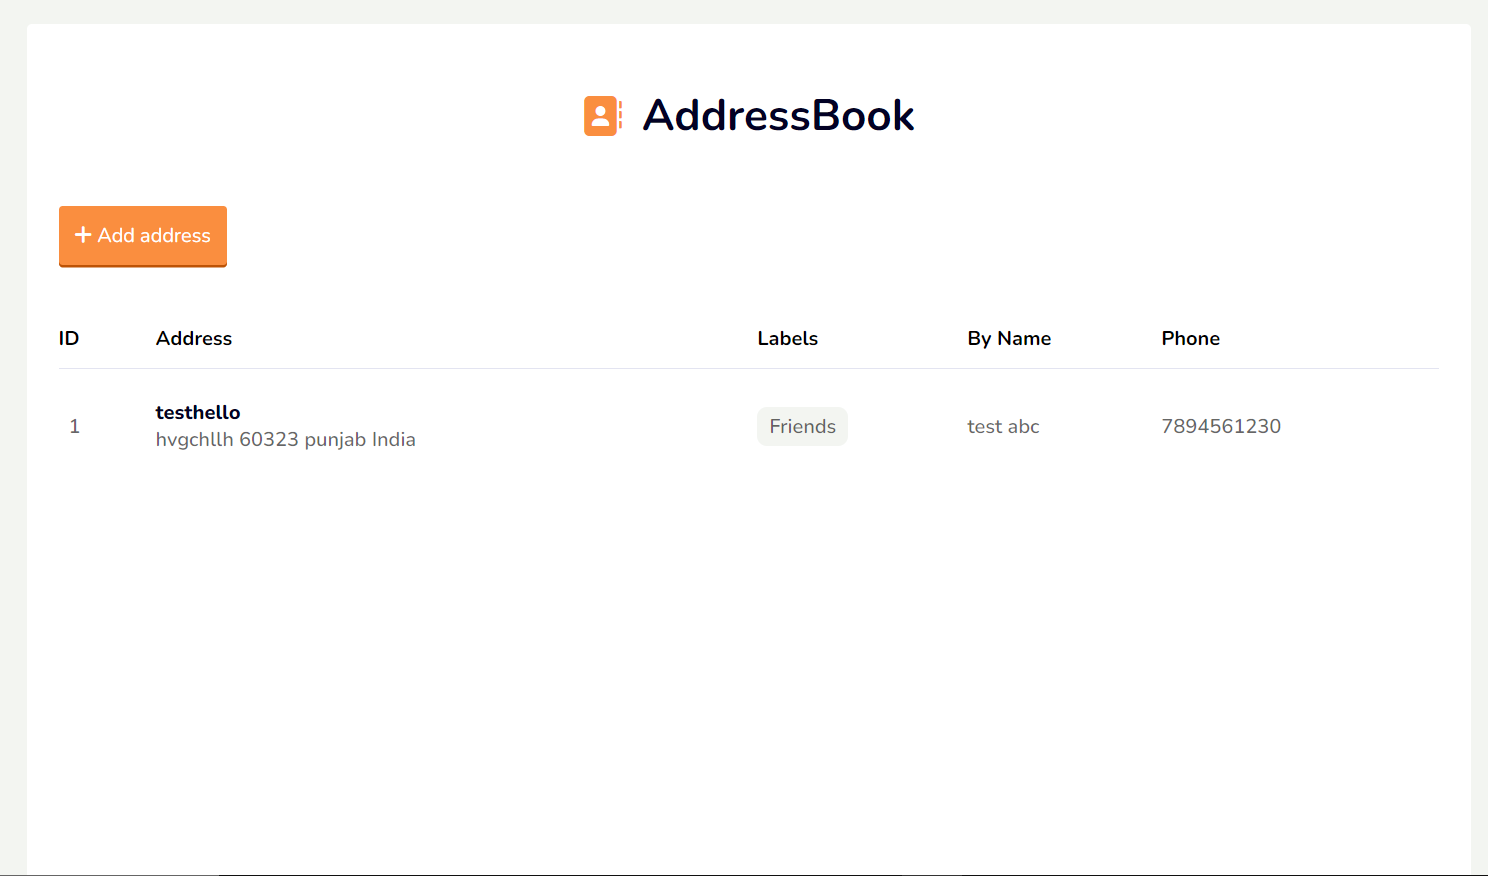 AddressBook
+ Add address
ID Address Labels By Name Phone
1 testhello Friends test abc 7894561230
hvgchllh 60323 punjab India